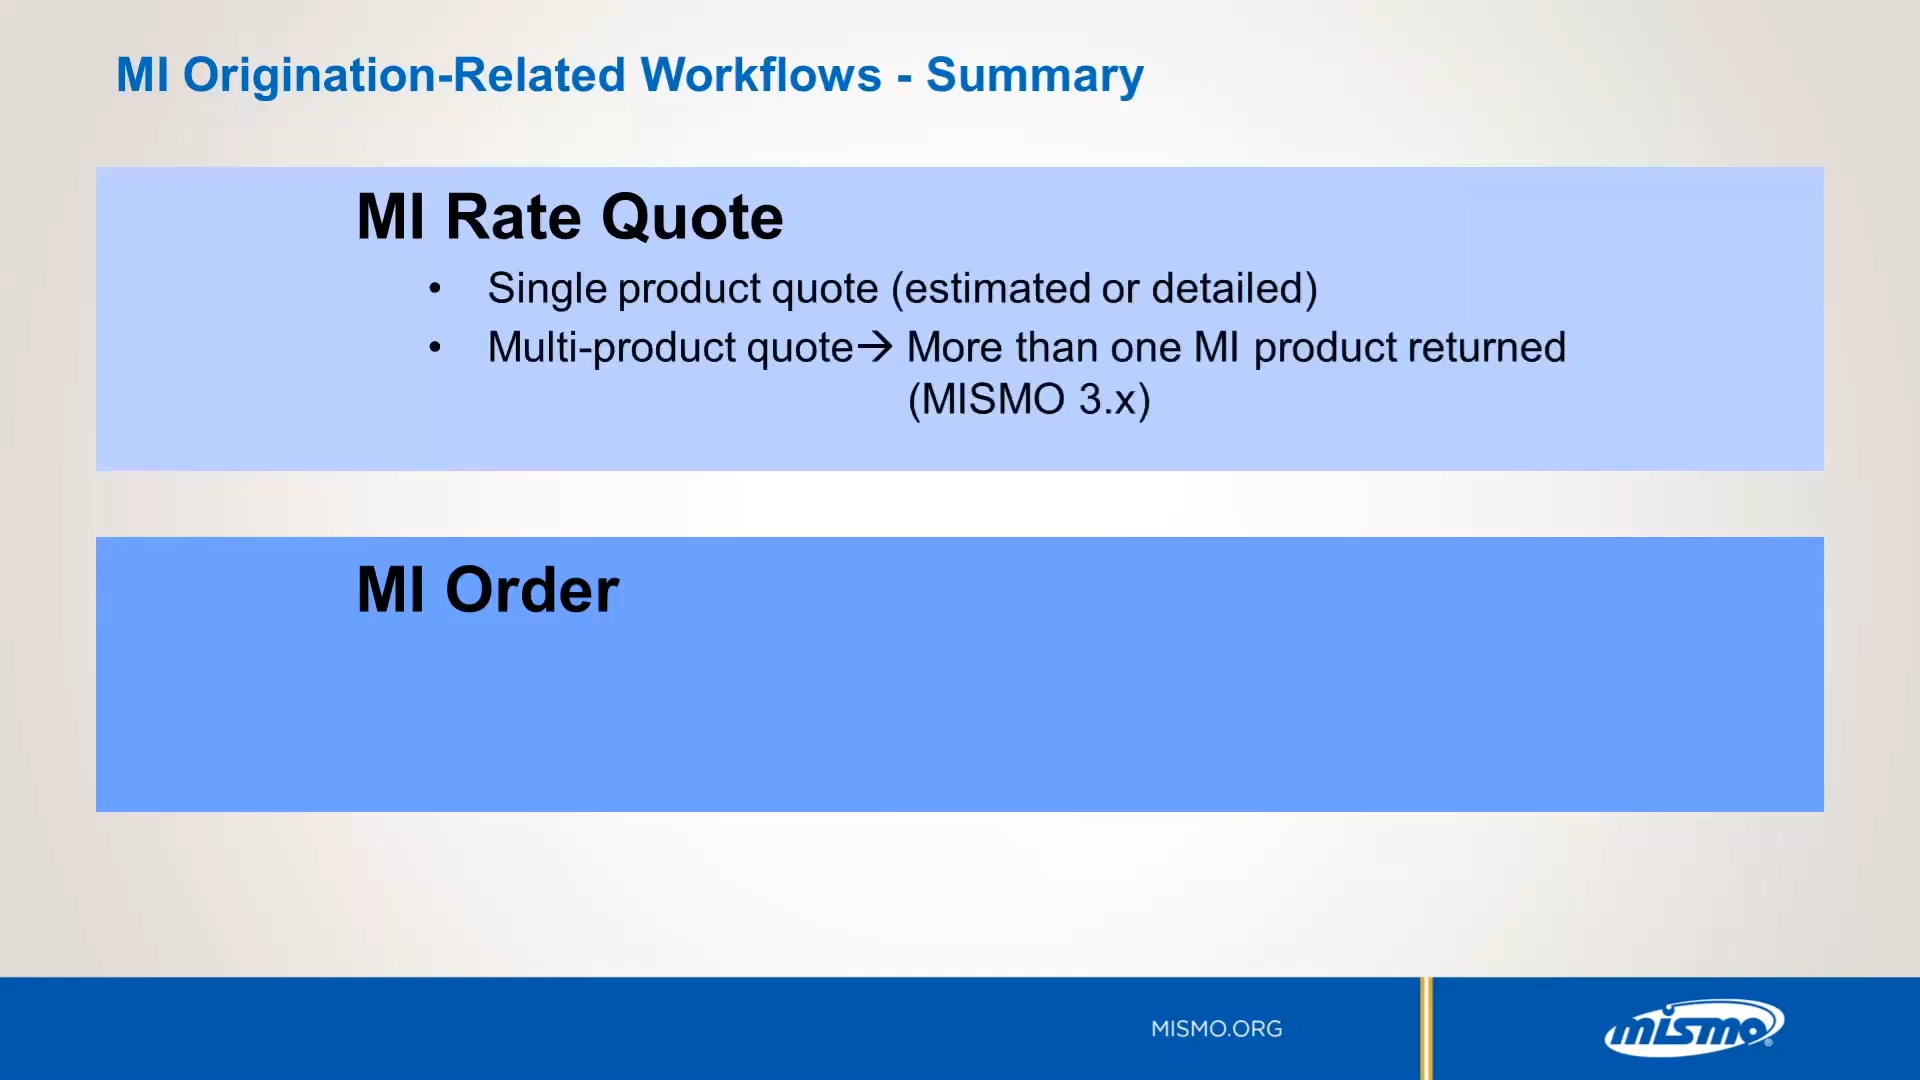 MI Origination-Related Workflows - Summary
MI Rate Quote
• Single product quote (estimated or detailed)
• Multi-product quote→ More than one MI product returned
(MISMO 3.x)
MI Order
MISMO.ORG
mismo®